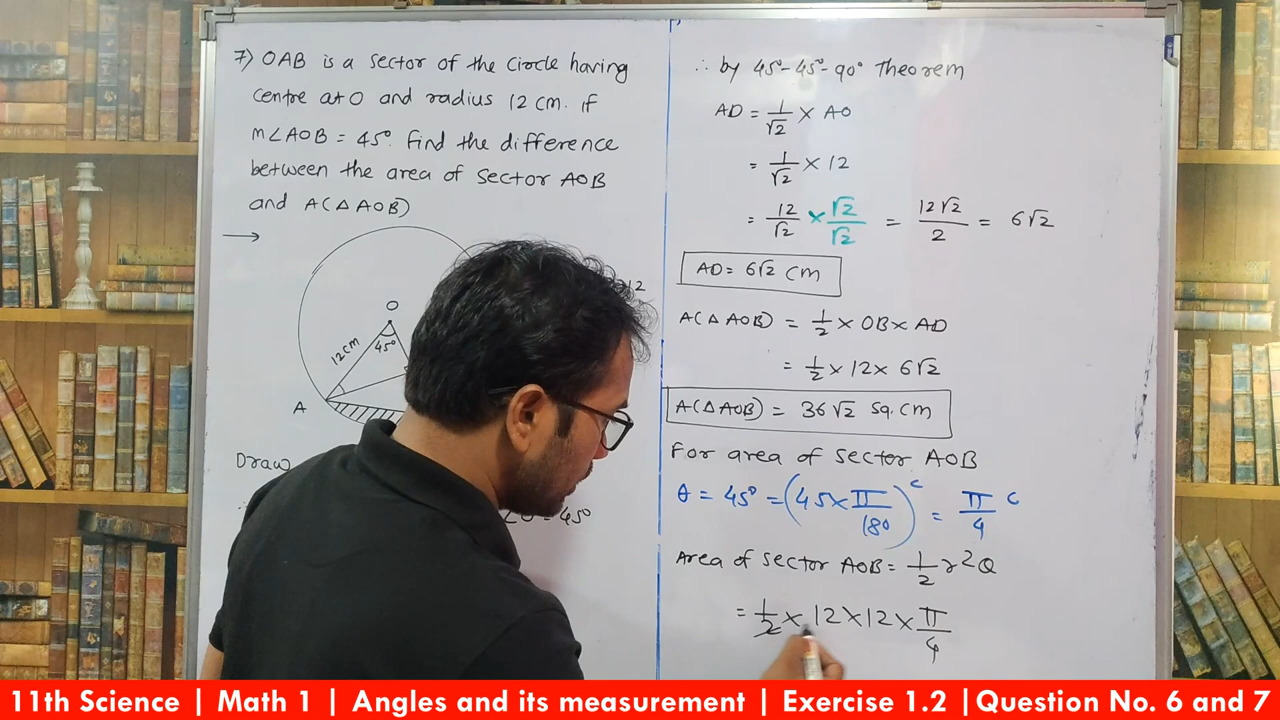 7) OAB is a sector of the circle having
centre at O and radius 12 cm. if
m∠AOB = 45° find the difference
between the area of sector AOB
and A(△AOB)
→
O
45°
12cm
A
12
Draw
∠O = 45°
∴ by 45°-45°-90° theorem
AD = 1/√2 × AO
= 1/√2 × 12
= 12/√2 × √2/√2 = 12√2/2 = 6√2
AD = 6√2 cm
A(△AOB) = 1/2 × OB × AD
= 1/2 × 12 × 6√2
A(△AOB) = 36√2 sq.cm
For area of sector AOB
θ = 45° = (45 × π/180)ᶜ = π/4 ᶜ
Area of sector AOB = 1/2 r²θ
= 1/2 × 12 × 12 × π/4
11th Science | Math 1 | Angles and its measurement | Exercise 1.2 |Question No. 6 and 7